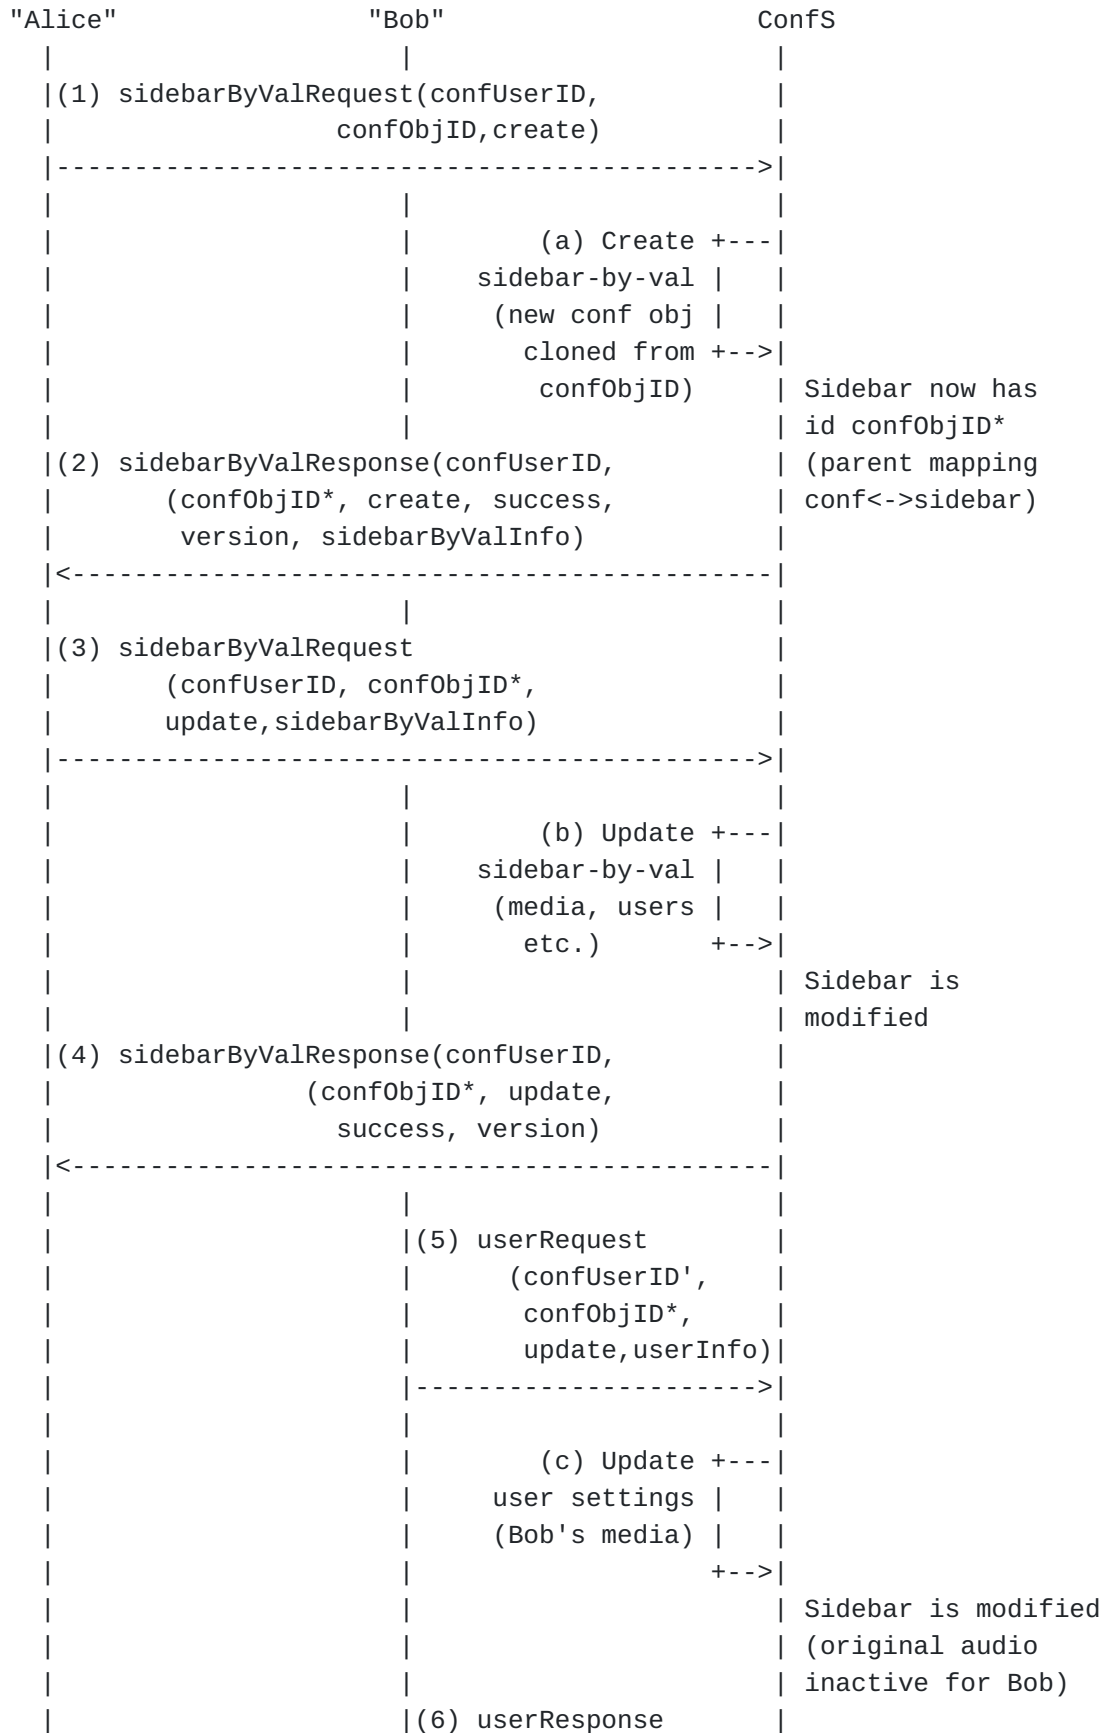 "Alice"                "Bob"                    ConfS
  |                      |                       |
  |(1) sidebarByValRequest(confUserID,           |
  |                  confObjID,create)           |
  |--------------------------------------------->|
  |                      |                       |
  |                      |        (a) Create +---|
  |                      |    sidebar-by-val |   |
  |                      |     (new conf obj |   |
  |                      |       cloned from +-->|
  |                      |        confObjID)     | Sidebar now has
  |                      |                       | id confObjID*
  |(2) sidebarByValResponse(confUserID,          | (parent mapping
  |       (confObjID*, create, success,          | conf<->sidebar)
  |        version, sidebarByValInfo)            |
  |<---------------------------------------------|
  |                      |                       |
  |(3) sidebarByValRequest                       |
  |       (confUserID, confObjID*,               |
  |       update,sidebarByValInfo)               |
  |--------------------------------------------->|
  |                      |                       |
  |                      |        (b) Update +---|
  |                      |    sidebar-by-val |   |
  |                      |     (media, users |   |
  |                      |       etc.)       +-->|
  |                      |                       | Sidebar is
  |                      |                       | modified
  |(4) sidebarByValResponse(confUserID,          |
  |                (confObjID*, update,          |
  |                  success, version)           |
  |<---------------------------------------------|
  |                      |                       |
  |                      |(5) userRequest        |
  |                      |      (confUserID',    |
  |                      |       confObjID*,     |
  |                      |       update,userInfo)|
  |                      |---------------------->|
  |                      |                       |
  |                      |        (c) Update +---|
  |                      |     user settings |   |
  |                      |     (Bob's media) |   |
  |                      |                   +-->|
  |                      |                       | Sidebar is modified
  |                      |                       | (original audio
  |                      |                       | inactive for Bob)
  |                      |(6) userResponse       |